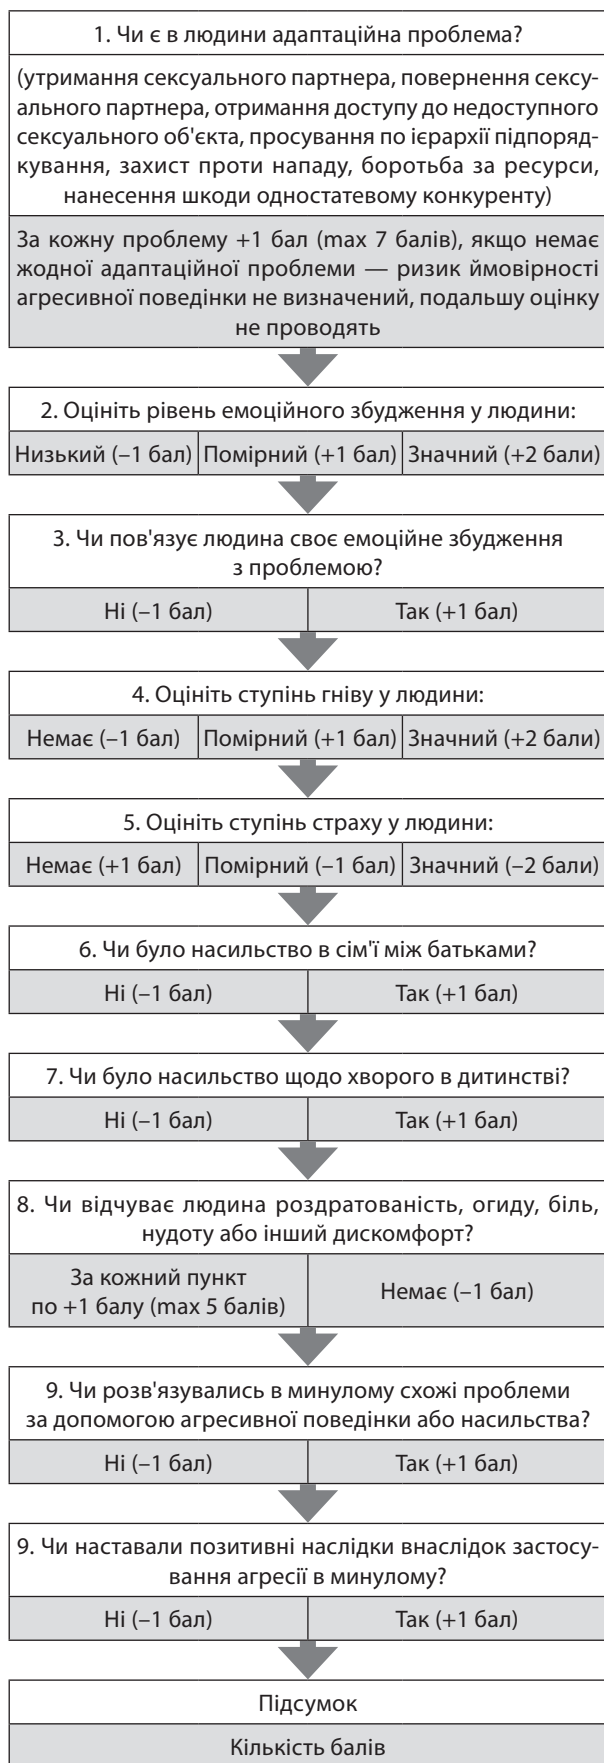 1. Чи є в людини адаптаційна проблема?
(утримання сексуального партнера, повернення сексу-
ального партнера, отримання доступу до недоступного
сексуального об'єкта, просування по ієрархії підпоряд-
кування, захист проти нападу, боротьба за ресурси,
нанесення шкоди одностатевому конкуренту)
За кожну проблему +1 бал (max 7 балів), якщо немає
жодної адаптаційної проблеми — ризик ймовірності
агресивної поведінки не визначений, подальшу оцінку
не проводять
2. Оцініть рівень емоційного збудження у людини:
Низький (–1 бал) Помірний (+1 бал) Значний (+2 бали)
3. Чи пов'язує людина своє емоційне збудження
з проблемою?
Ні (–1 бал) Так (+1 бал)
4. Оцініть ступінь гніву у людини:
Немає (–1 бал) Помірний (+1 бал) Значний (+2 бали)
5. Оцініть ступінь страху у людини:
Немає (+1 бал) Помірний (–1 бал) Значний (–2 бали)
6. Чи було насильство в сім'ї між батьками?
Ні (–1 бал) Так (+1 бал)
7. Чи було насильство щодо хворого в дитинстві?
Ні (–1 бал) Так (+1 бал)
8. Чи відчуває людина роздратованість, огиду, біль,
нудоту або інший дискомфорт?
За кожний пункт
по +1 балу (max 5 балів) Немає (–1 бал)
9. Чи розв'язувались в минулому схожі проблеми
за допомогою агресивної поведінки або насильства?
Ні (–1 бал) Так (+1 бал)
9. Чи наставали позитивні наслідки внаслідок застосу-
вання агресії в минулому?
Ні (–1 бал) Так (+1 бал)
Підсумок
Кількість балів